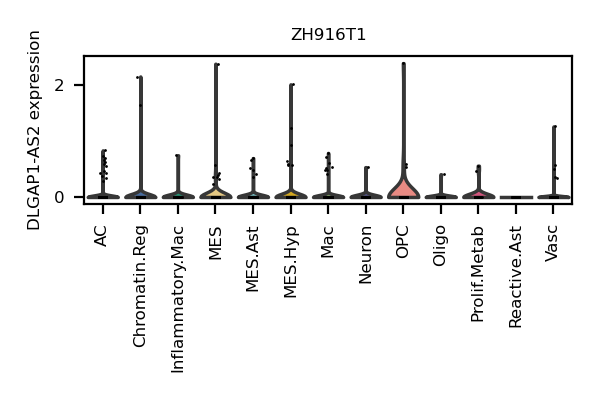 ZH916T1
DLGAP1-AS2 expression
2
0
AC
Chromatin.Reg
Inflammatory.Mac
MES
MES.Ast
MES.Hyp
Mac
Neuron
OPC
Oligo
Prolif.Metab
Reactive.Ast
Vasc